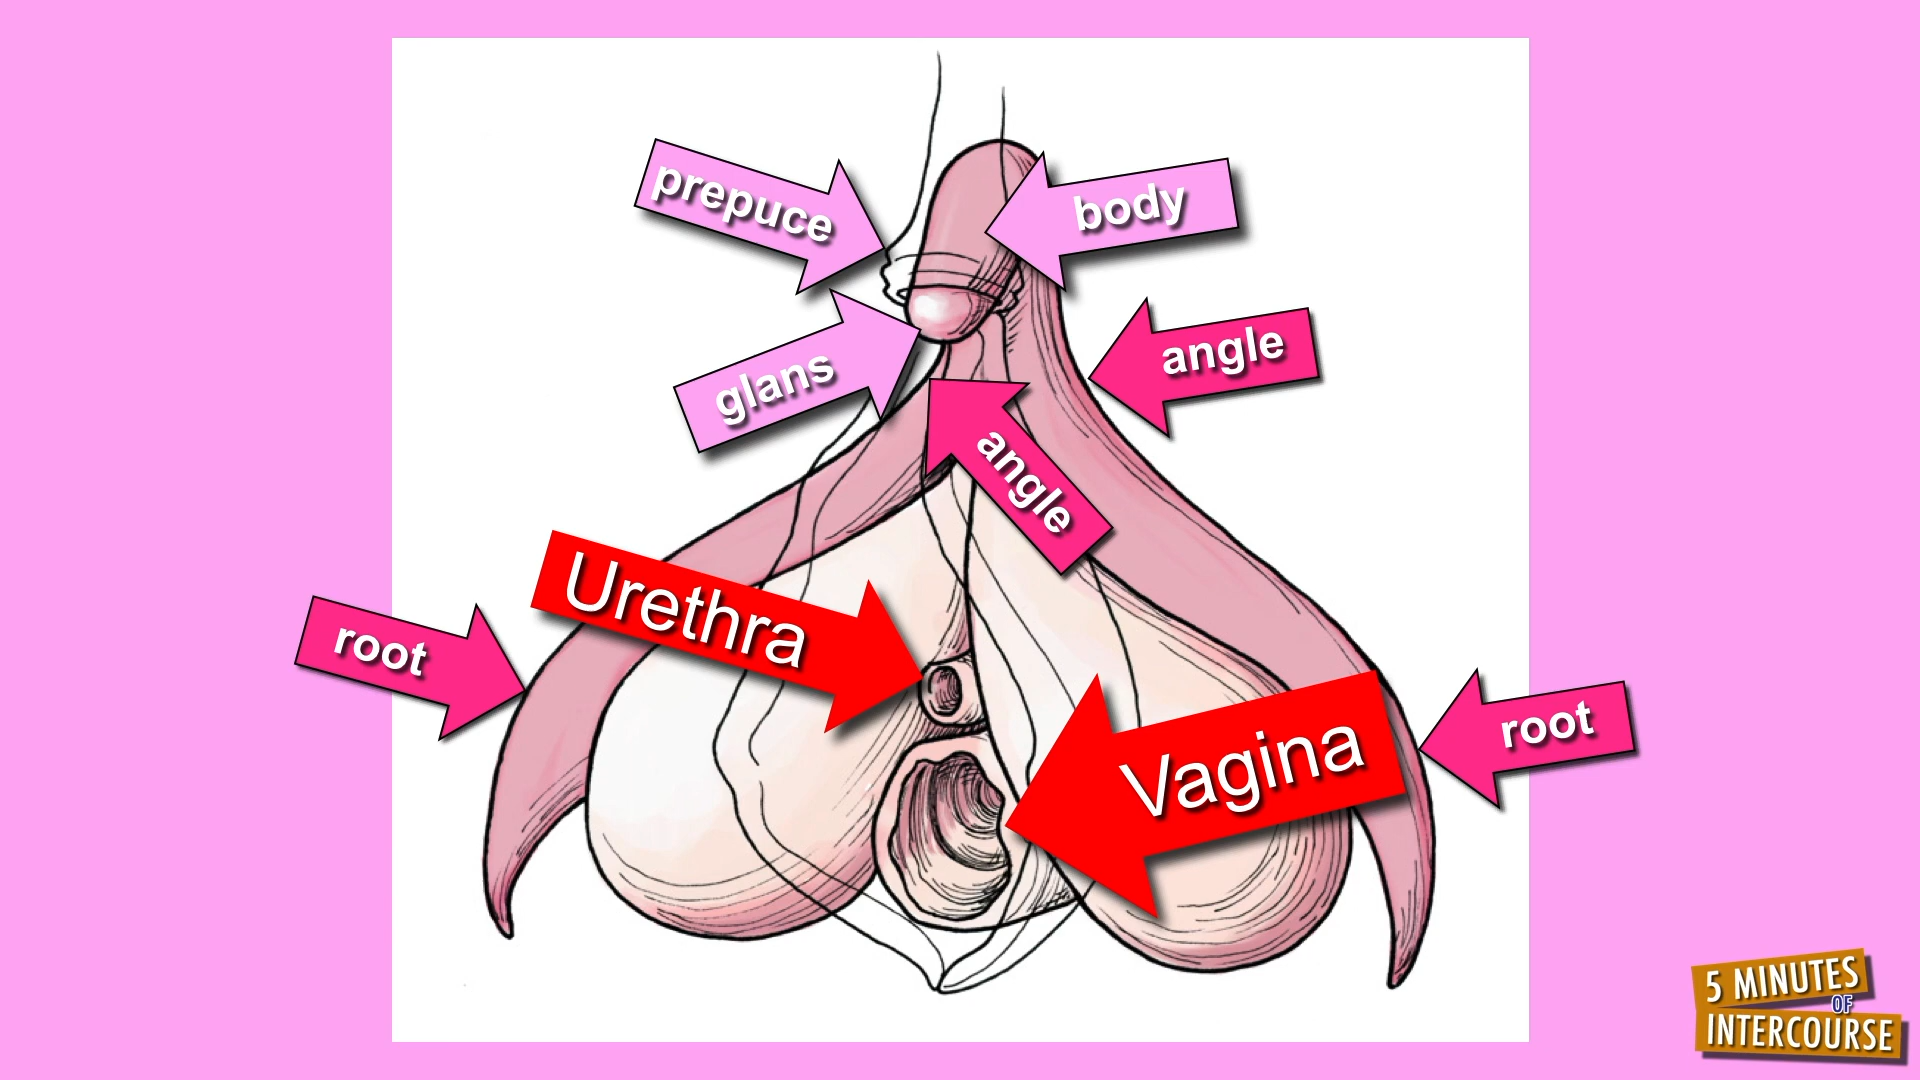 prepuce
body
glans
angle
angle
Urethra
root
root
Vagina
5 MINUTES
OF
INTERCOURSE